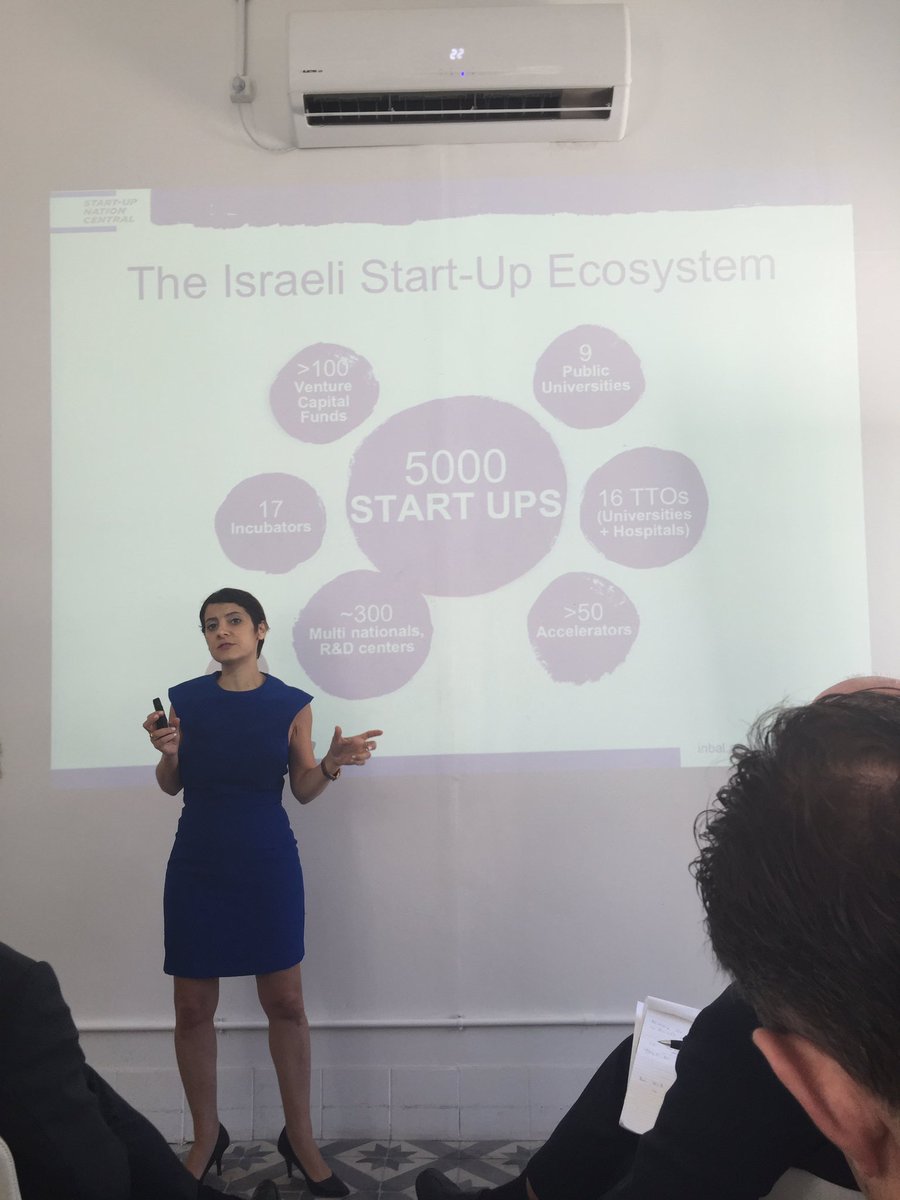 22
START-UP
NATION
CENTRAL
The Israeli Start-Up Ecosystem
>100
Venture
Capital
Funds
9
Public
Universities
5000
START UPS
17
Incubators
16 TTOs
(Universities
+ Hospitals)
~300
Multi nationals,
R&D centers
>50
Accelerators
inbal